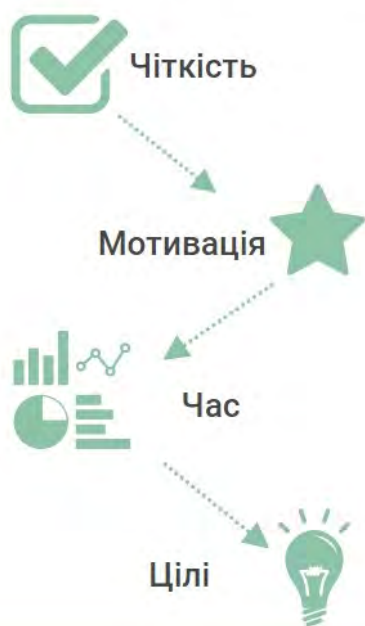 Чіткість
Мотивація
Час
Цілі